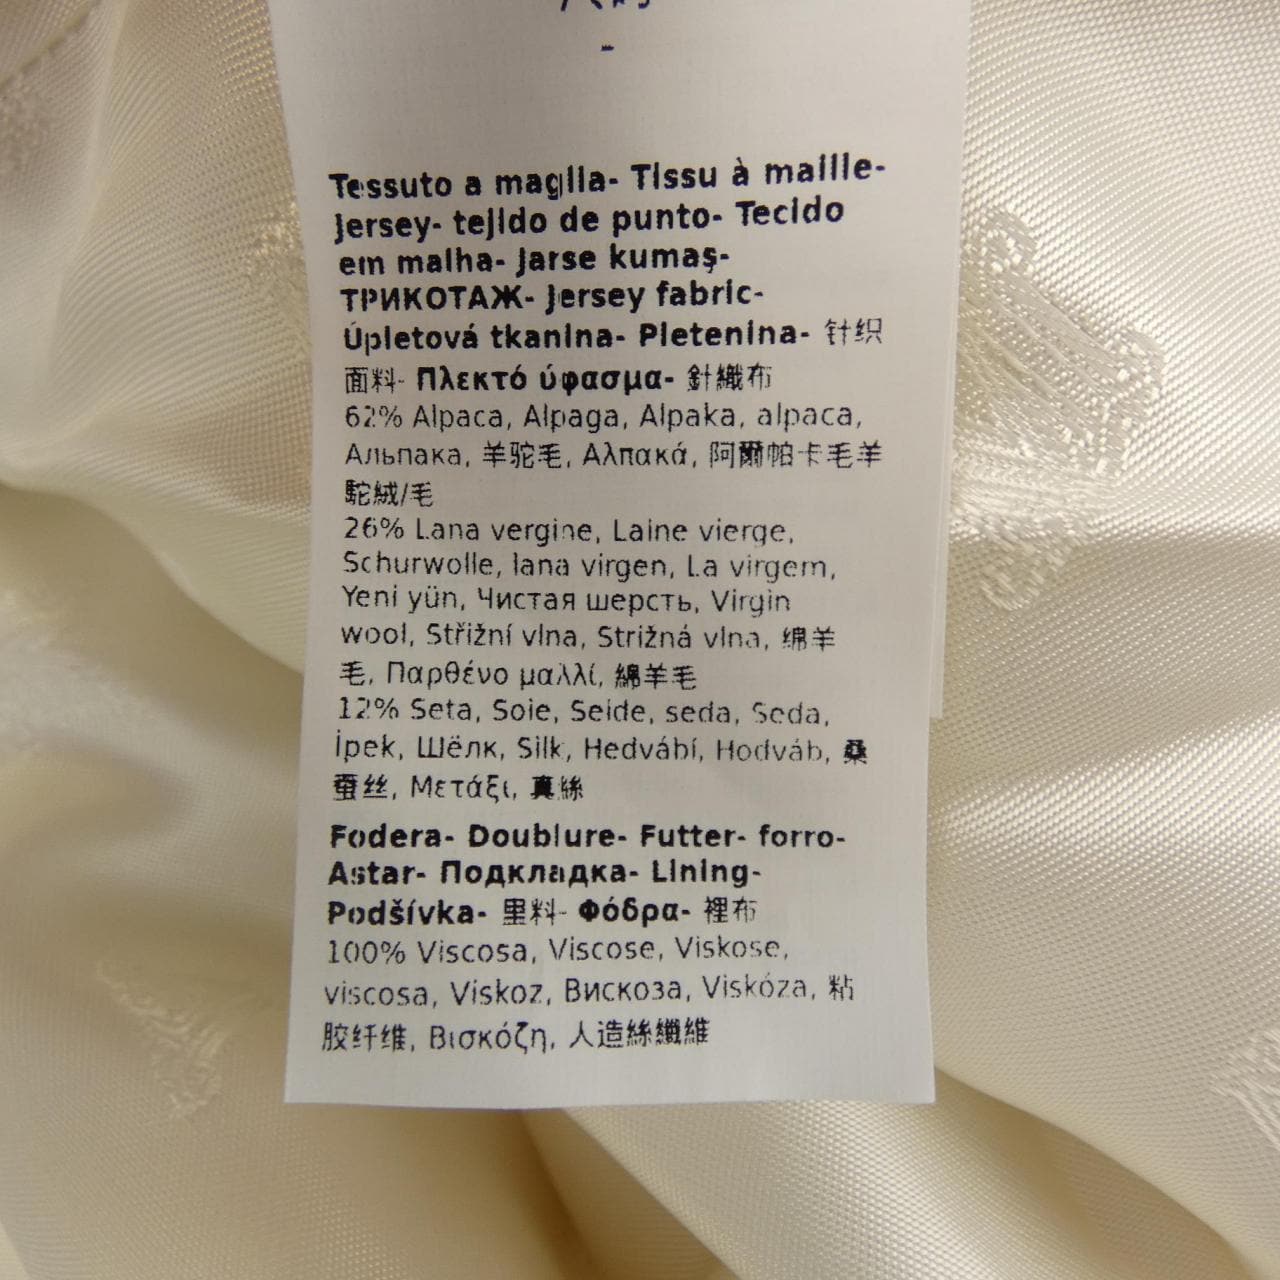 Tessuto a maglia- Tissu à maille-
Jersey- tejido de punto- Tecido
em malha- Jarse kumaş-
ТРИКОТАЖ- Jersey fabric-
Úpletová tkanina- Pletenina- 针织
面料- Πλεκτό ύφασμα- 針織布
62% Alpaca, Alpaga, Alpaka, alpaca,
Альпака, 羊驼毛, Αλπακά, 阿爾帕卡毛羊
駝絨/毛
26% Lana vergine, Laine vierge,
Schurwolle, lana virgen, La virgem,
Yeni yün, Чистая шерсть, Virgin
wool, Střižní vlna, Strižná vlna, 绵羊
毛, Παρθένο μαλλί, 綿羊毛
12% Seta, Soie, Seide, seda, Seda,
İpek, Шёлк, Silk, Hedvábí, Hodváb, 桑
蚕丝, Μετάξι, 真絲
Fodera- Doublure- Futter- forro-
Astar- Подкладка- Lining-
Podšívka- 里料- Φόδρα- 裡布
100% Viscosa, Viscose, Viskose,
viscosa, Viskoz, Вискоза, Viskóza, 粘
胶纤维, Βισκόζη, 人造絲纖維